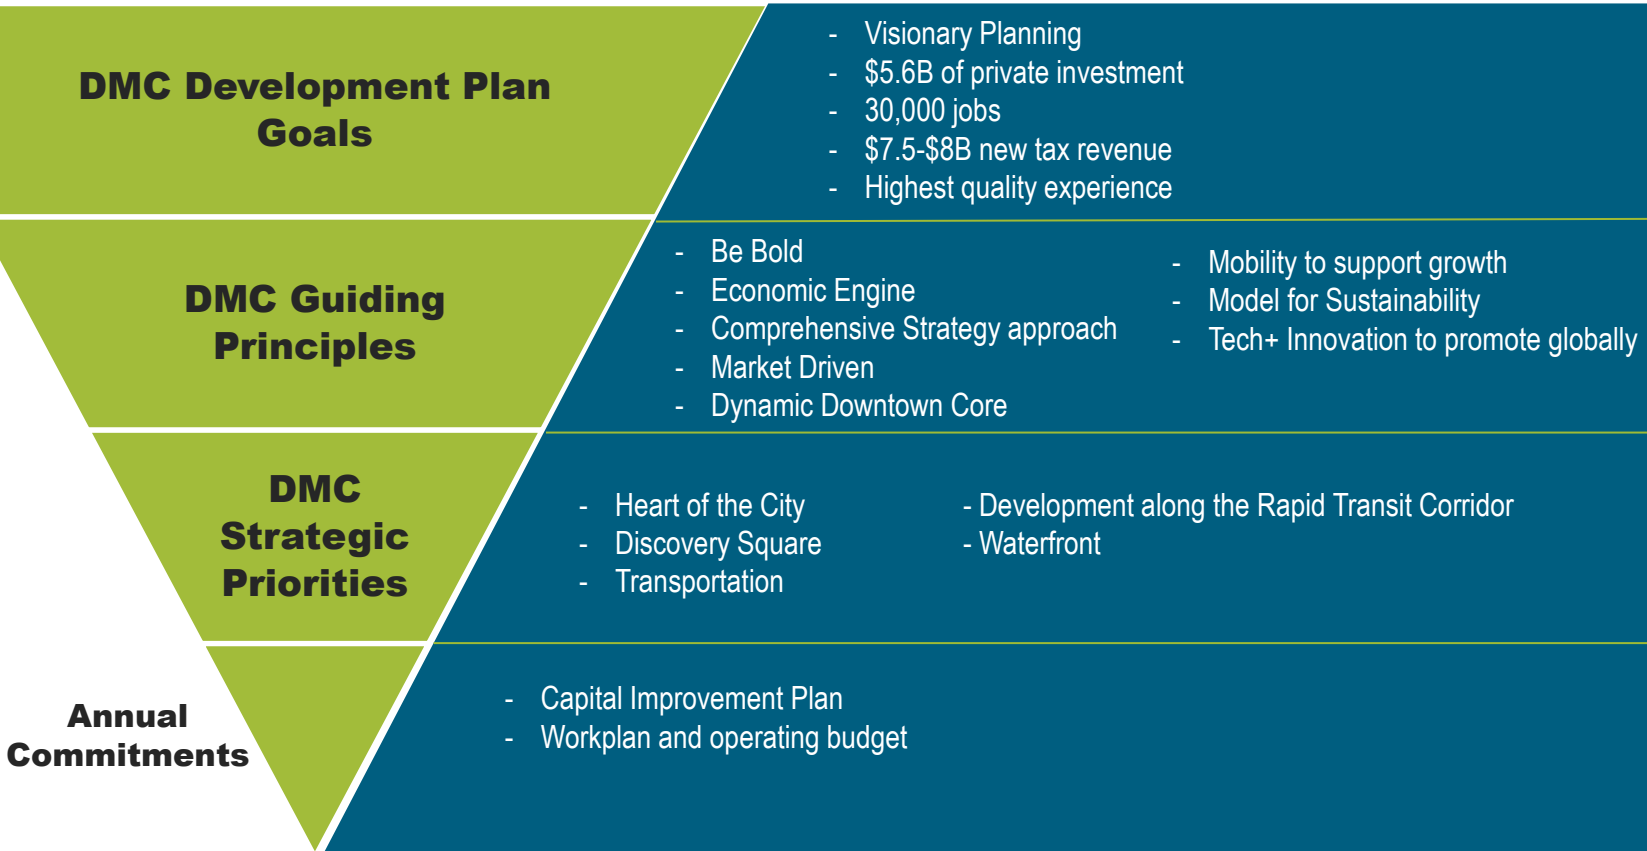 DMC Development Plan
Goals
- Visionary Planning
- $5.6B of private investment
- 30,000 jobs
- $7.5-$8B new tax revenue
- Highest quality experience
DMC Guiding
Principles
- Be Bold
- Economic Engine
- Comprehensive Strategy approach
- Market Driven
- Dynamic Downtown Core
- Mobility to support growth
- Model for Sustainability
- Tech+ Innovation to promote globally
DMC
Strategic
Priorities
- Heart of the City
- Discovery Square
- Transportation
- Development along the Rapid Transit Corridor
- Waterfront
Annual
Commitments
- Capital Improvement Plan
- Workplan and operating budget